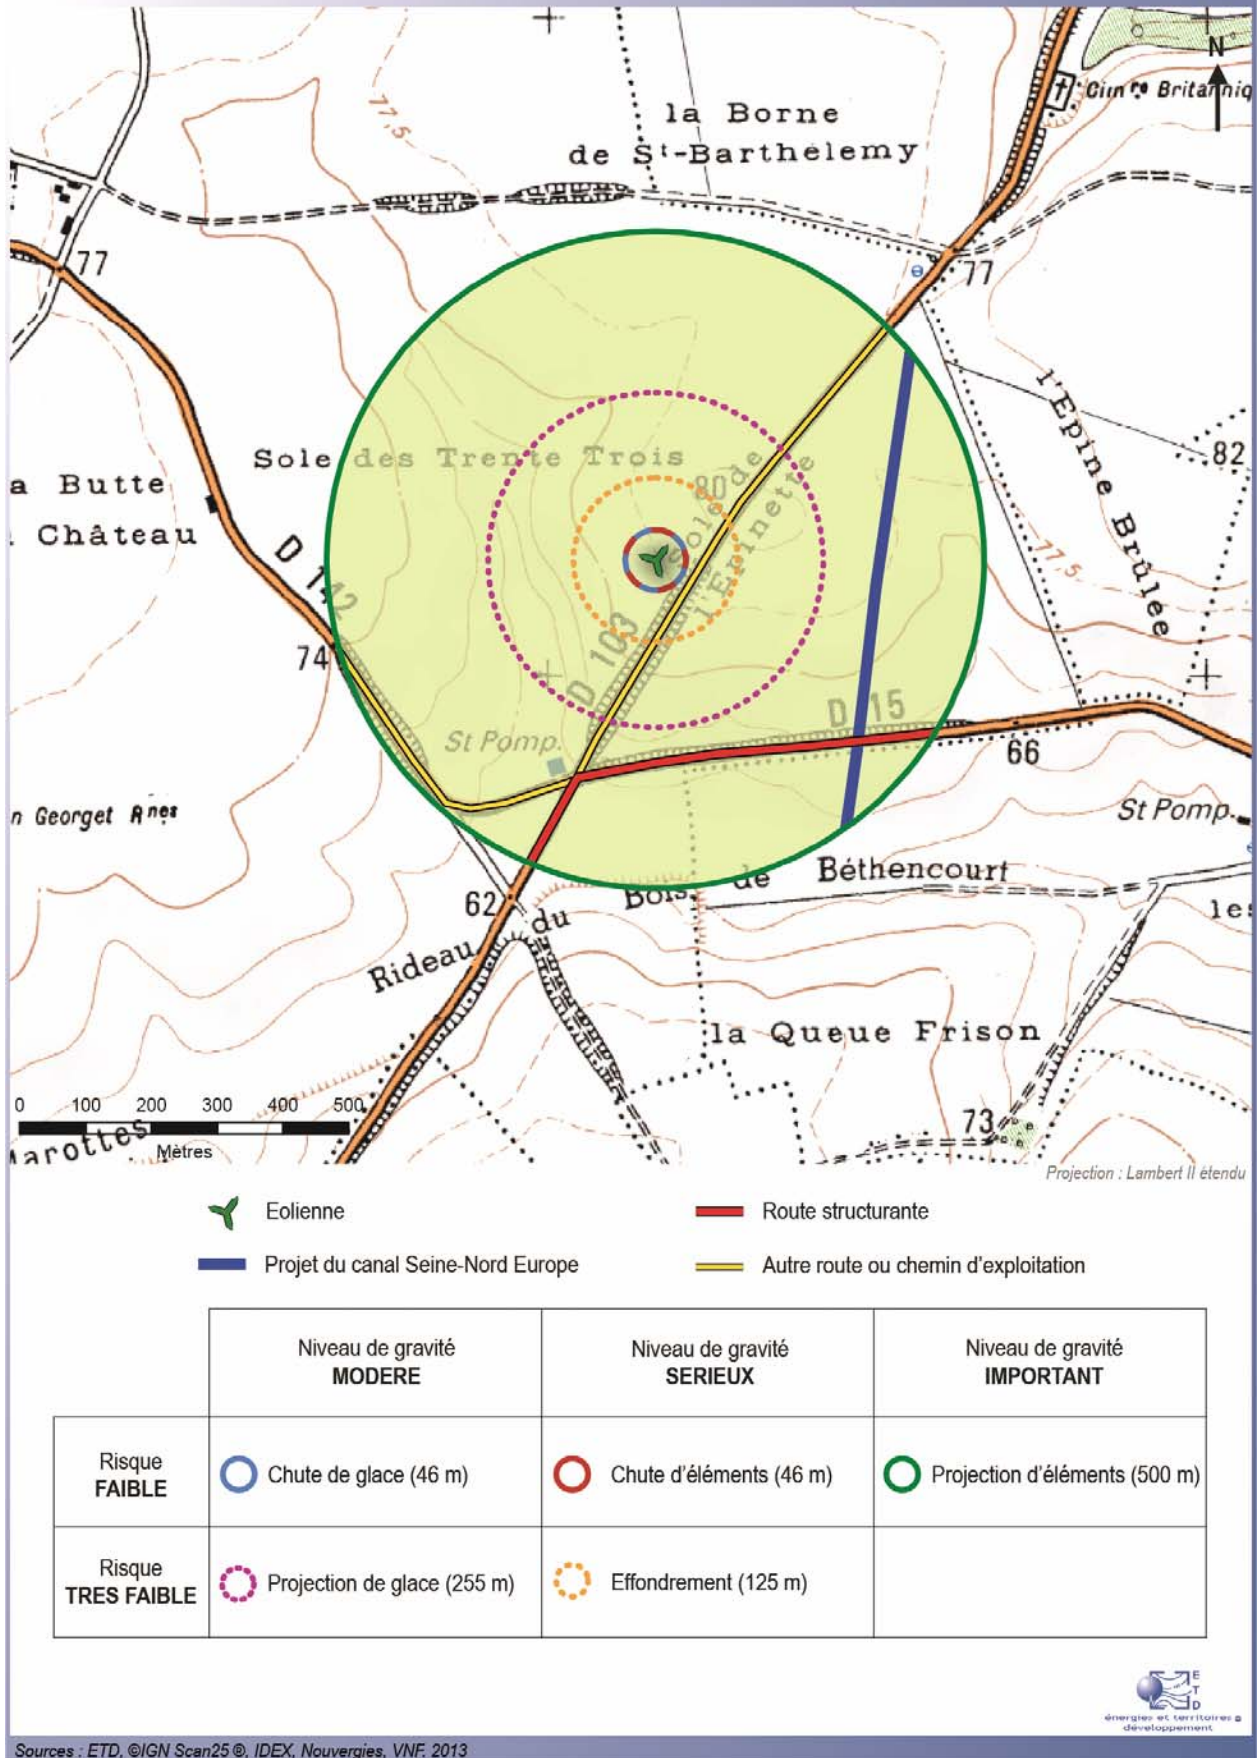 N
Cim re Britanniq
77,5
la Borne
de St-Barthélemy
77
77
l'Epine Brûlée
Sole des Trente Trois
80
Sole de
l'Epinette
82
a Butte
Château
D 142
77,5
D 103
74
D 15
St Pomp.
66
n Georget Rnes
St Pomp.
62
Rideau du Bois de Béthencourt
les
la Queue Frison
0 100 200 300 400 500
73
Marottes
Mètres
Projection : Lambert II étendu
Eolienne
Route structurante
Projet du canal Seine-Nord Europe
Autre route ou chemin d'exploitation
Niveau de gravité
MODERE
Niveau de gravité
SERIEUX
Niveau de gravité
IMPORTANT
Risque
FAIBLE
Chute de glace (46 m)
Chute d'éléments (46 m)
Projection d'éléments (500 m)
Risque
TRES FAIBLE
Projection de glace (255 m)
Effondrement (125 m)
E
T
D
énergies et territoires
développement
Sources : ETD, ©IGN Scan25 ®, IDEX, Nouvergies, VNF, 2013